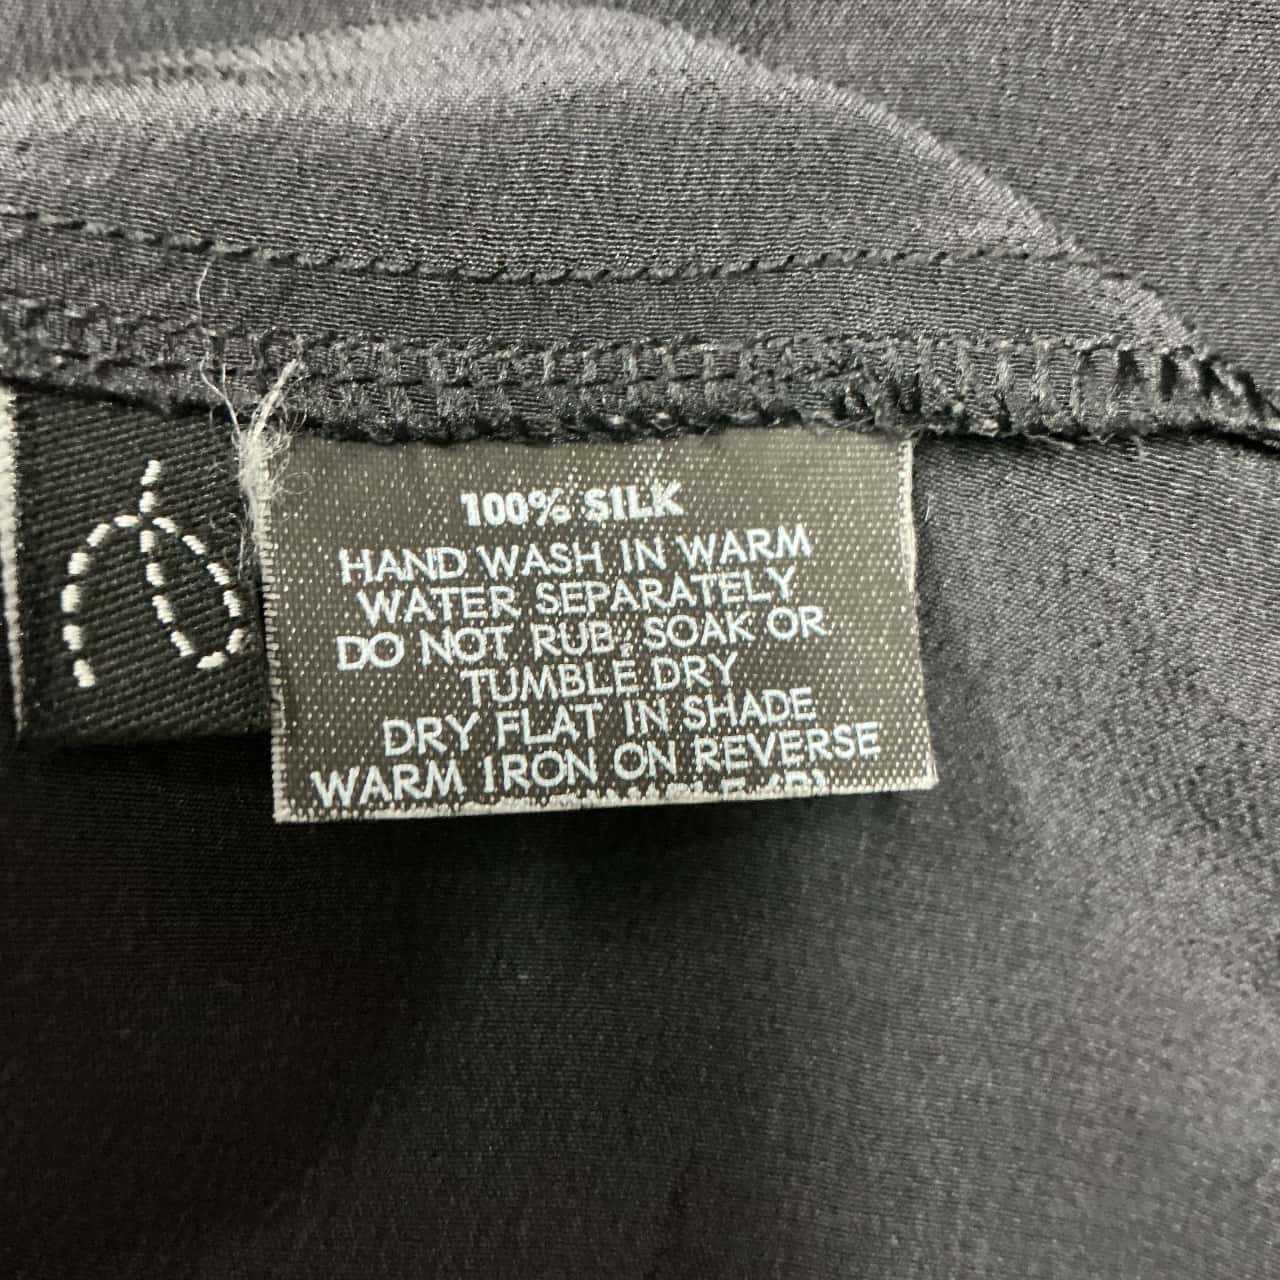 100% SILK
HAND WASH IN WARM
WATER SEPARATELY
DO NOT RUB, SOAK OR
TUMBLE DRY
DRY FLAT IN SHADE
WARM IRON ON REVERSE